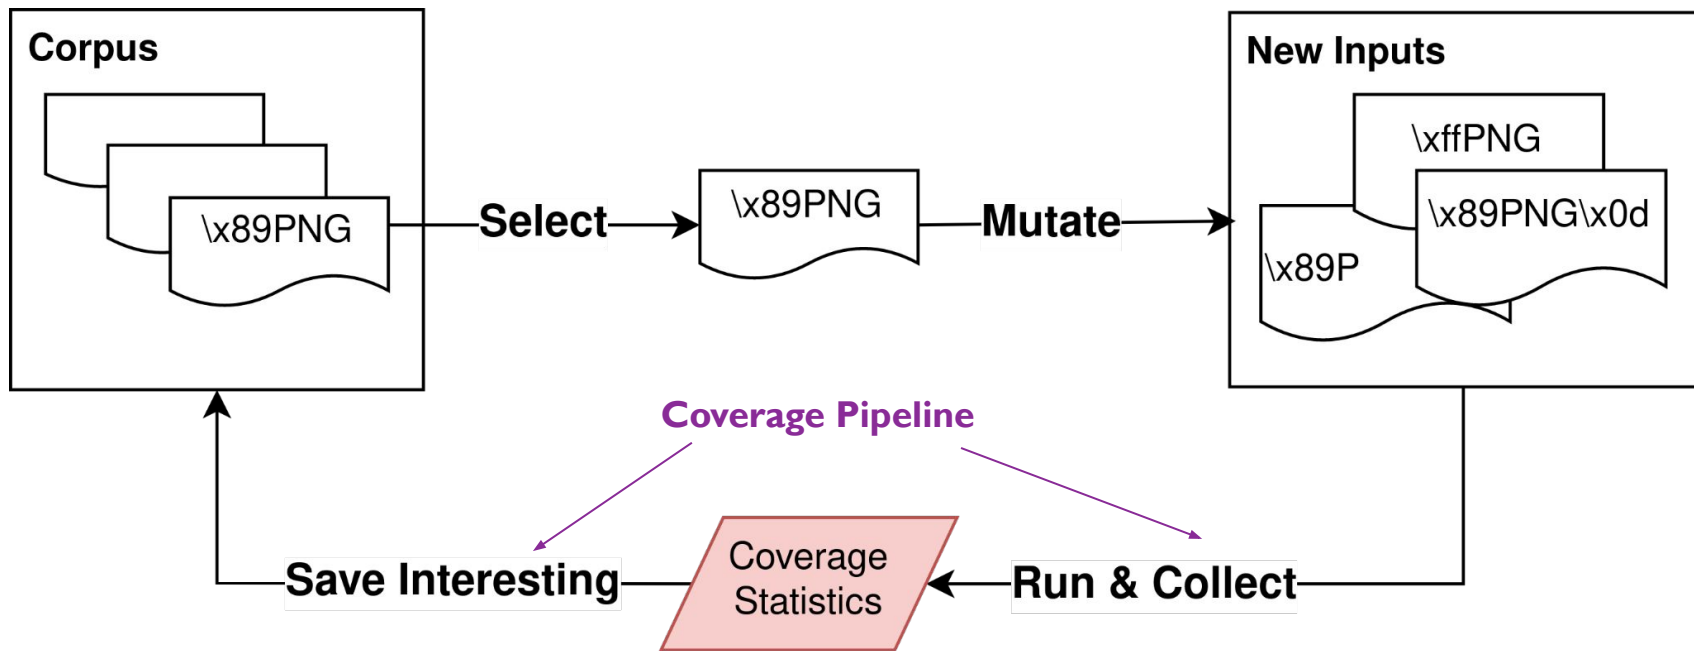 Corpus
\x89PNG
Select
\x89PNG
Mutate
New Inputs
\xffPNG
\x89PNG\x0d
\x89P
Coverage Pipeline
Save Interesting
Coverage
Statistics
Run & Collect